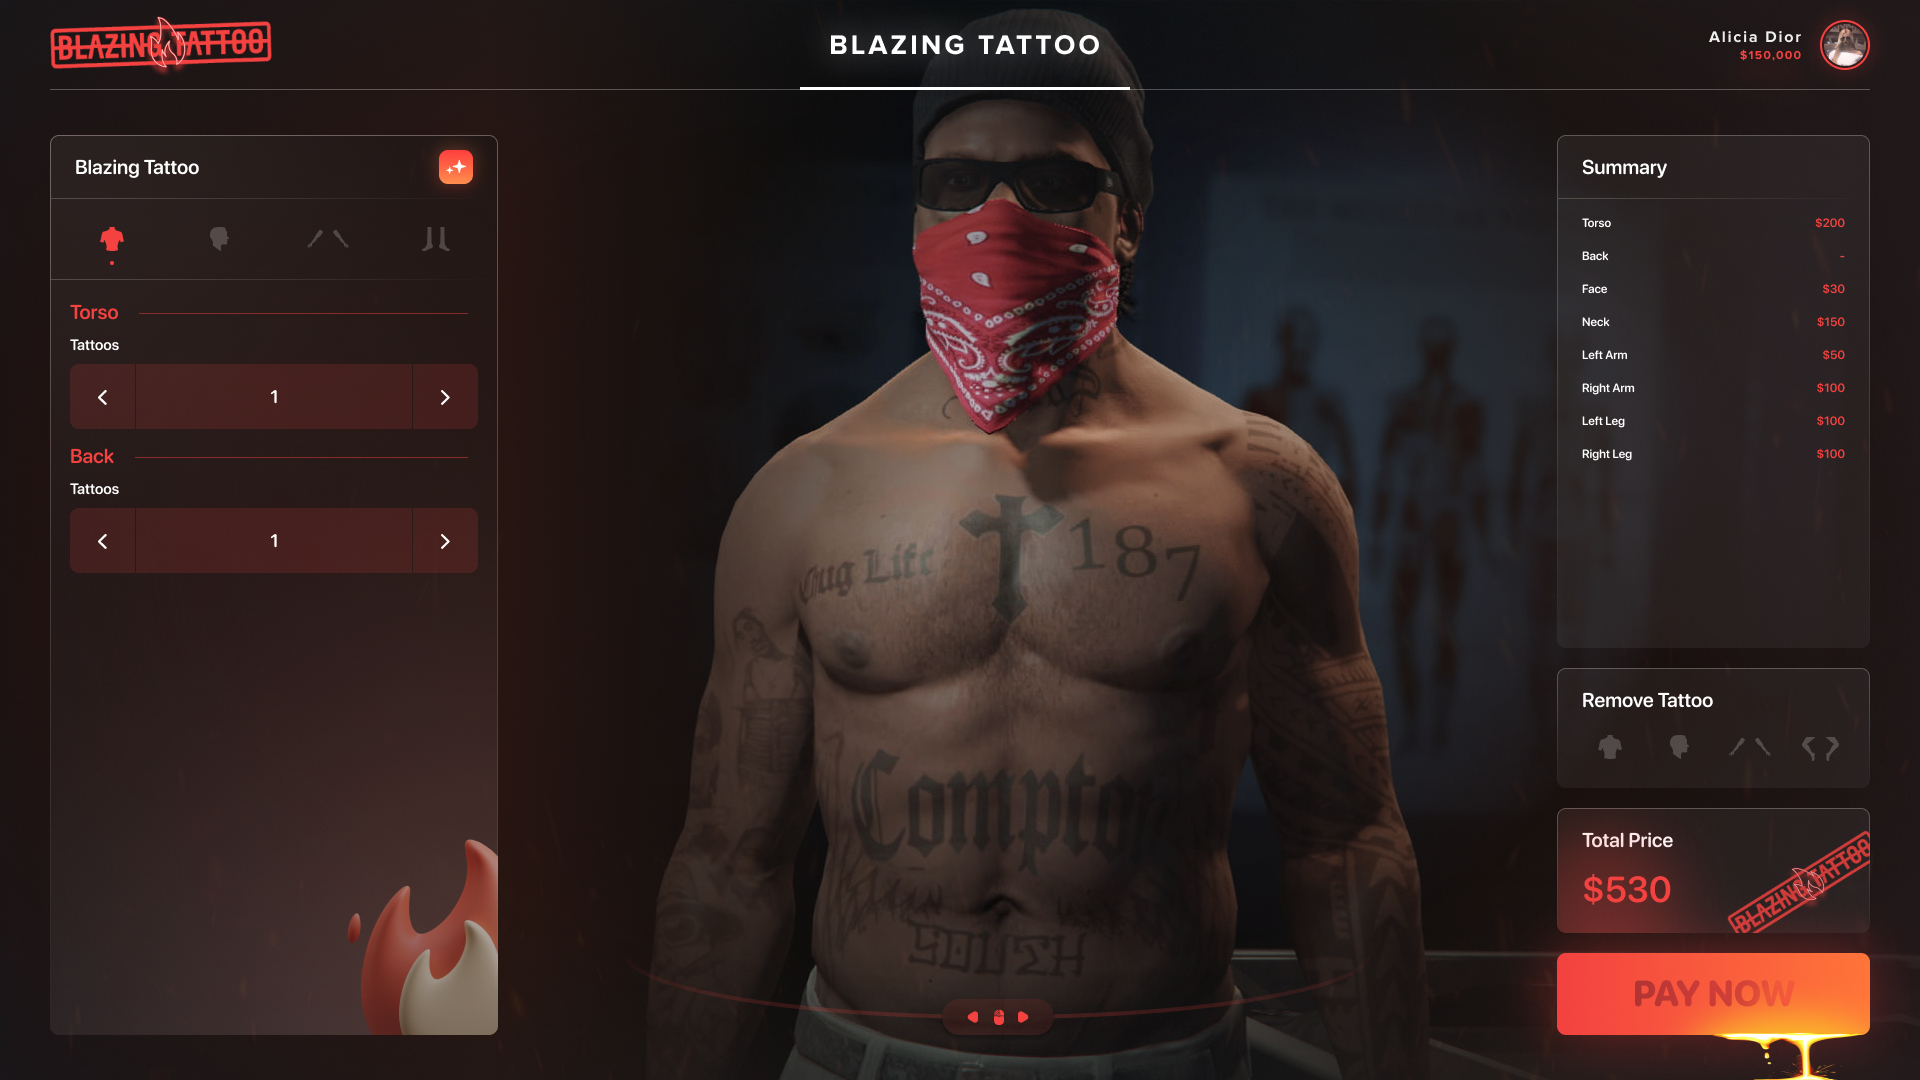 BLAZING TATTOO
BLAZING TATTOO
Alicia Dior
$150,000
Blazing Tattoo
Torso
Tattoos
1
Back
Tattoos
1
Thug Life
187
Compton
SOUTH
Summary
Torso $200
Back -
Face $30
Neck $150
Left Arm $50
Right Arm $100
Left Leg $100
Right Leg $100
Remove Tattoo
Total Price
$530
BLAZING TATTOO
PAY NOW